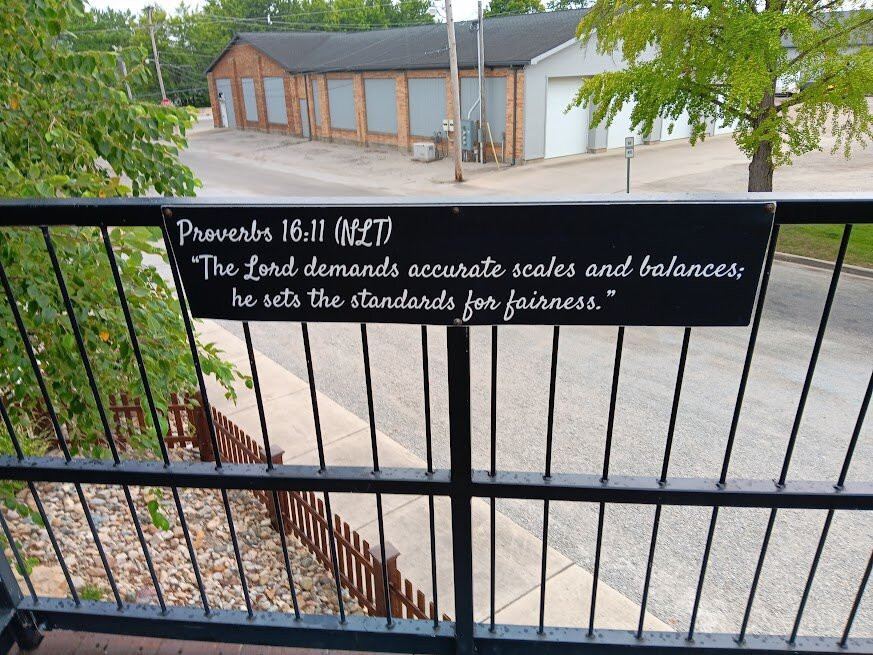 Proverbs 16:11 (NLT)
"The Lord demands accurate scales and balances;
he sets the standards for fairness."